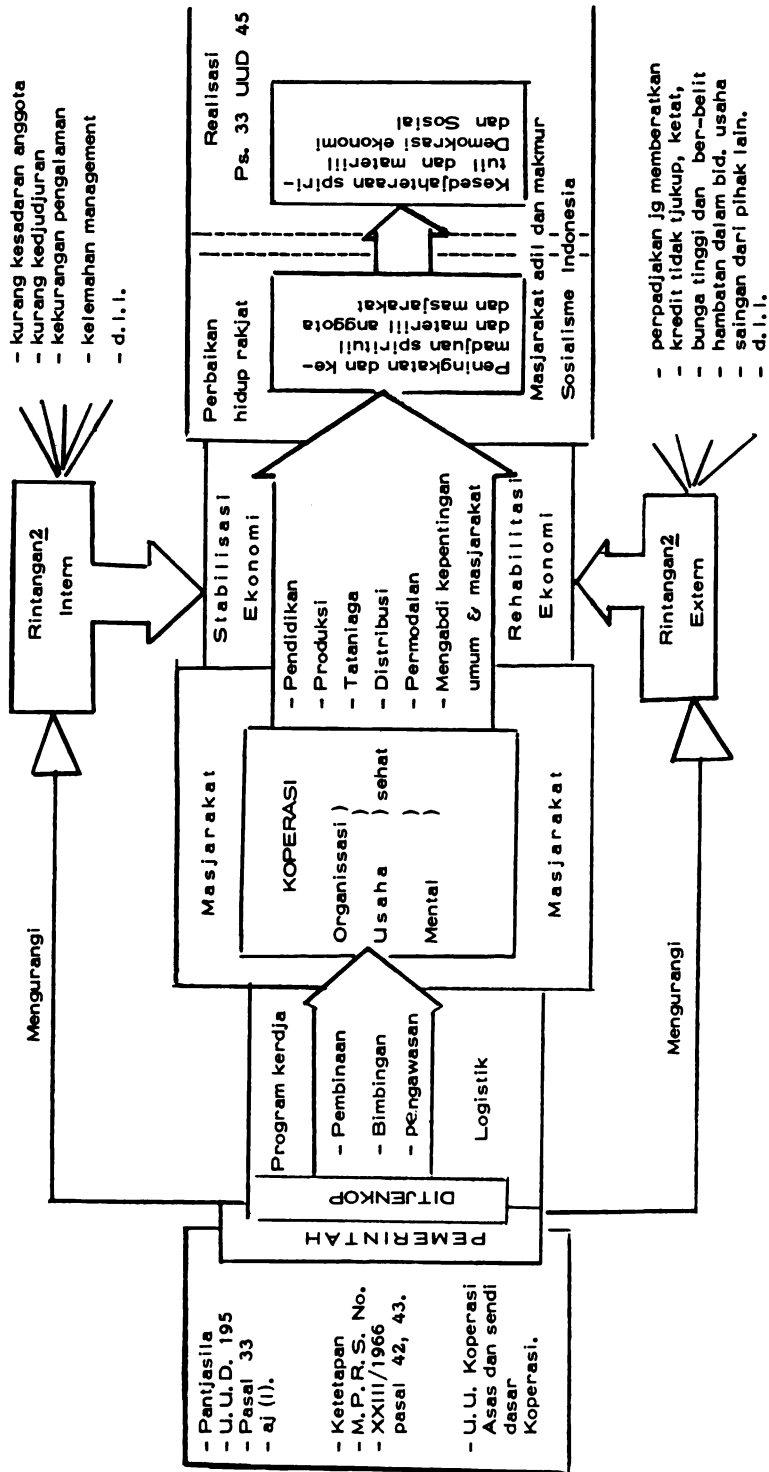 - Pantjasila
- U.U.D. 195
- Pasal 33
- aj (I).
- Ketetapan
- M.P.R.S. No.
- XXIII/1966
pasal 42, 43.
- U.U. Koperasi
Asas dan sendi
dasar
Koperasi.
PEMERINTAH
DITJENKOP
Mengurangi
Program kerdja
- Pembinaan
- Bimbingan
- pengawasan
Logistik
Mengurangi
Masjarakat
KOPERASI
Organissasi )
)
Usaha ) sehat
)
Mental )
Masjarakat
Rintangan2
Intern
- kurang kesadaran anggota
- kurang kedjudjuran
- kekurangan pengalaman
- kelemahan management
- d. l. l.
Stabilisasi
Ekonomi
- Pendidikan
- Produksi
- Tataniaga
- Distribusi
- Permodalan
- Mengabdi kepentingan
umum & masjarakat
Rehabilitasi
Ekonomi
Rintangan2
Extern
- perpadjakan jg memberatkan
- kredit tidak tjukup, ketat,
- bunga tinggi dan ber-belit
- hambatan dalam bid. usaha
- saingan dari pihak lain.
- d. l. l.
Perbaikan
hidup rakjat
Peningkatan dan ke-
madjuan spirituil
dan materiil anggota
dan masjarakat
Masjarakat adil dan makmur
Sosialisme Indonesia
Realisasi
Ps. 33 UUD 45
Kesedjahteraan spiri-
tuil dan materiil
Demokrasi ekonomi
dan Sosial